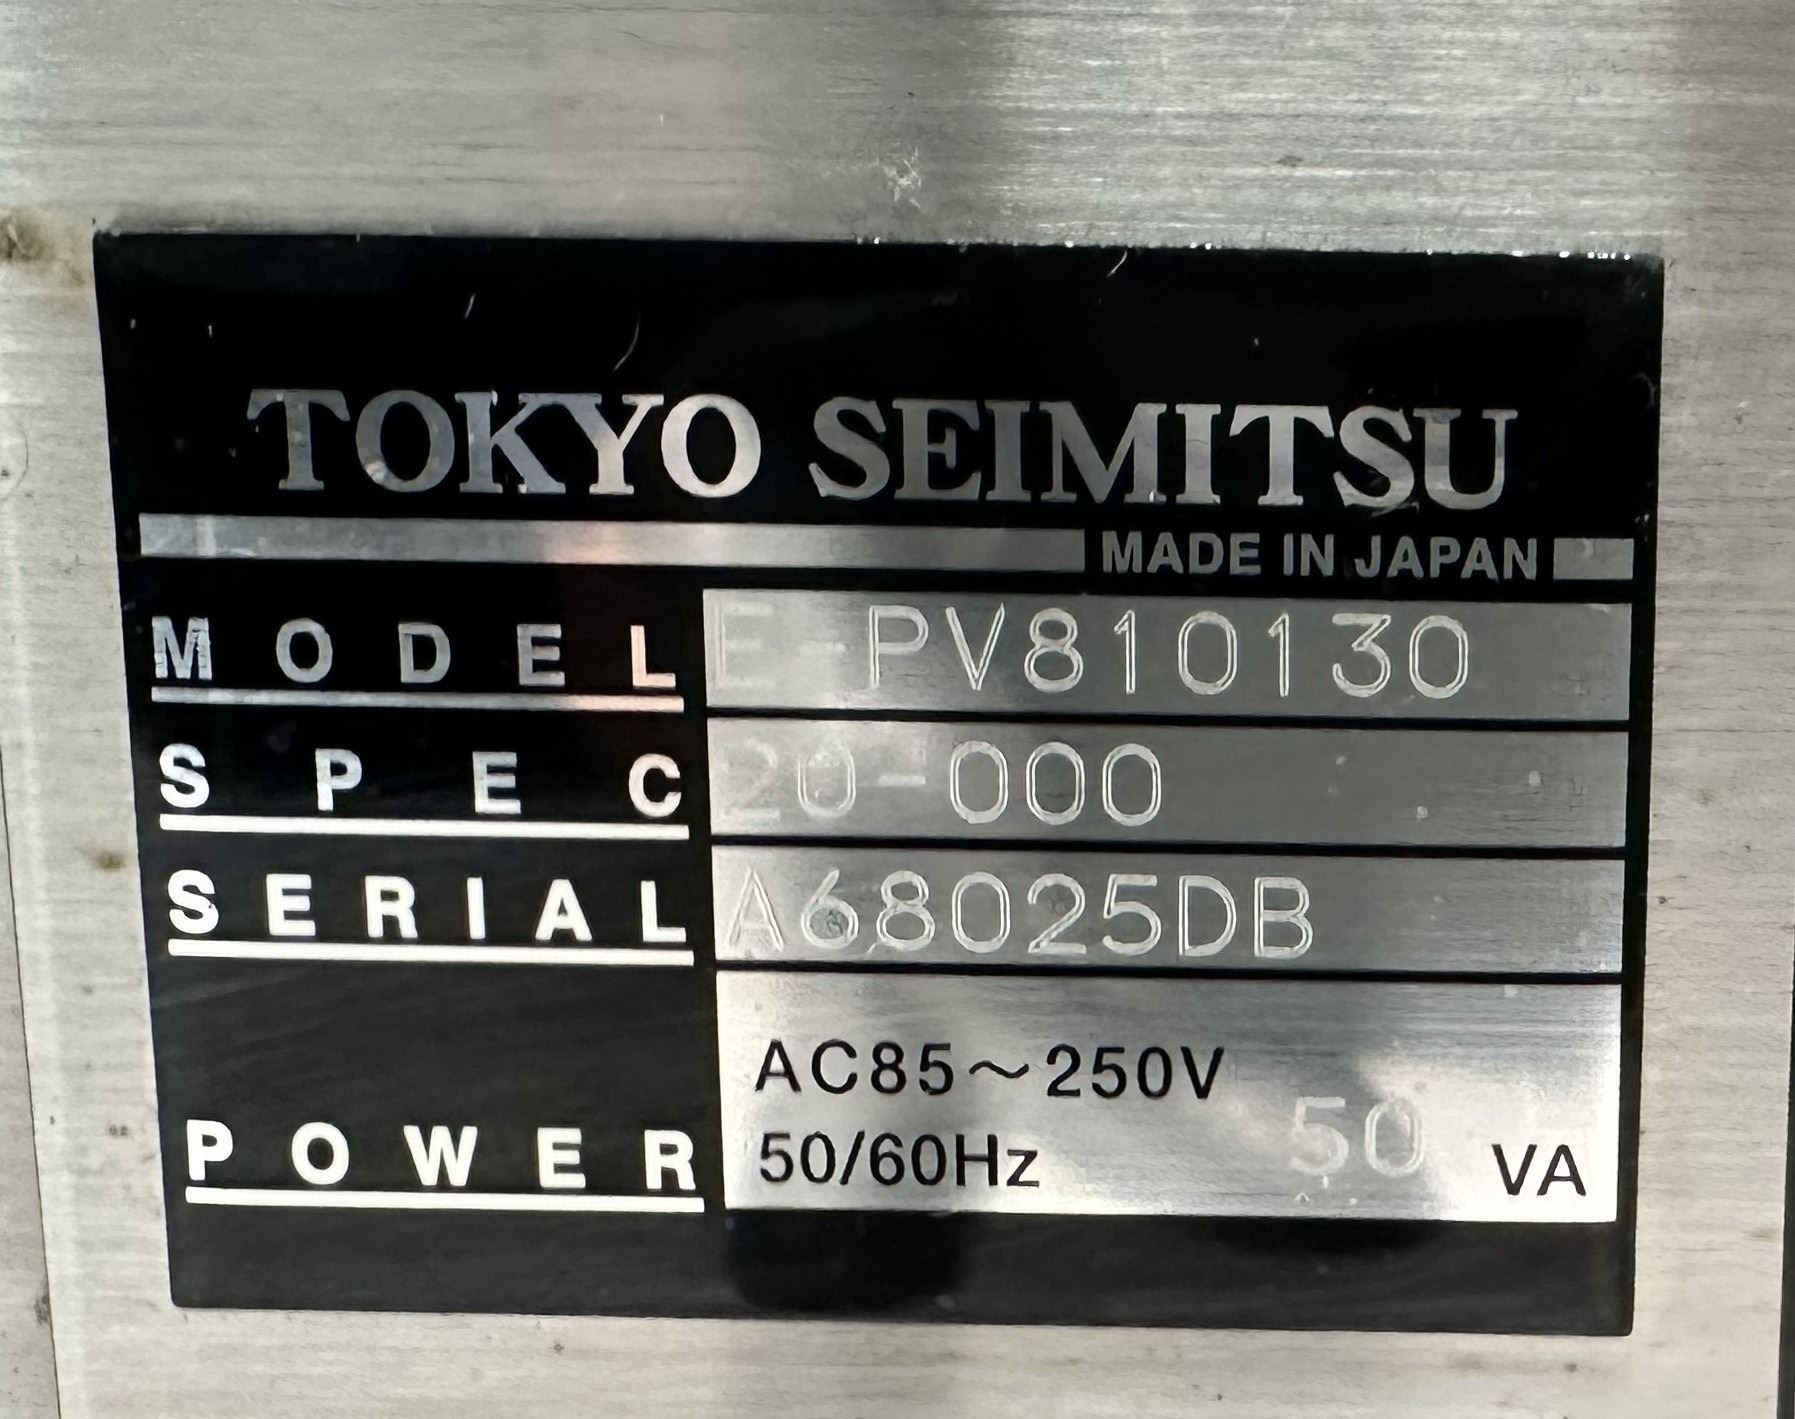 TOKYO SEIMITSU
MADE IN JAPAN
MODEL E-PV810130
SPEC 20-000
SERIAL A68025DB
AC85～250V
POWER 50/60Hz 50 VA